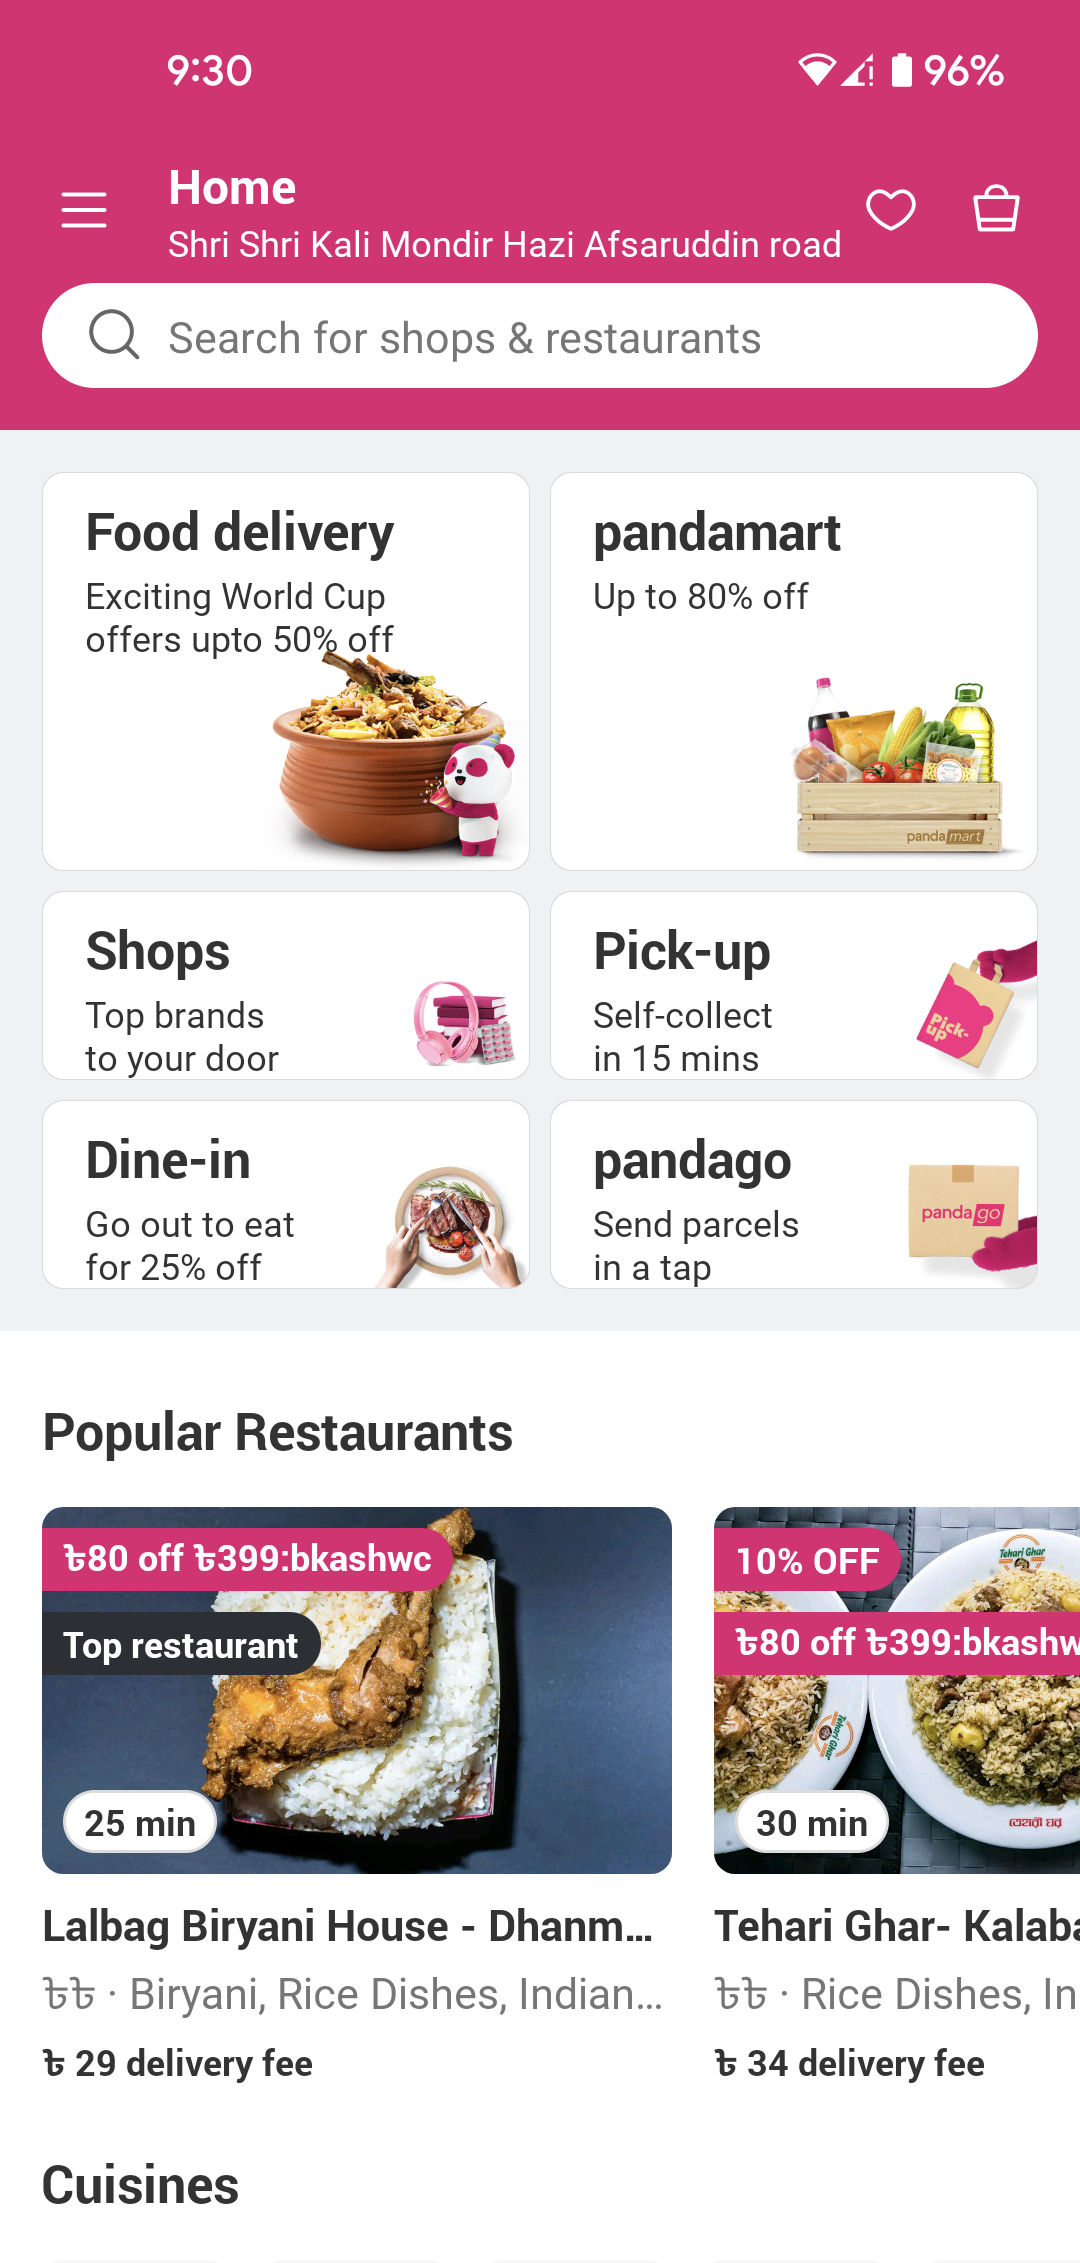 9:30
96%
Home
Shri Shri Kali Mondir Hazi Afsaruddin road
Search for shops & restaurants
Food delivery
Exciting World Cup
offers upto 50% off
pandamart
Up to 80% off
pandamart
Shops
Top brands
to your door
Pick-up
Self-collect
in 15 mins
Pick-
up
Dine-in
Go out to eat
for 25% off
pandago
Send parcels
in a tap
pandago
Popular Restaurants
৳80 off ৳399:bkashwc
Top restaurant
25 min
Lalbag Biryani House - Dhanm...
৳৳ · Biryani, Rice Dishes, Indian...
৳ 29 delivery fee
10% OFF
৳80 off ৳399:bkashw
Tehari Ghar
Tehari Ghar
তেহারী ঘর
30 min
Tehari Ghar- Kalaba
৳৳ · Rice Dishes, In
৳ 34 delivery fee
Cuisines